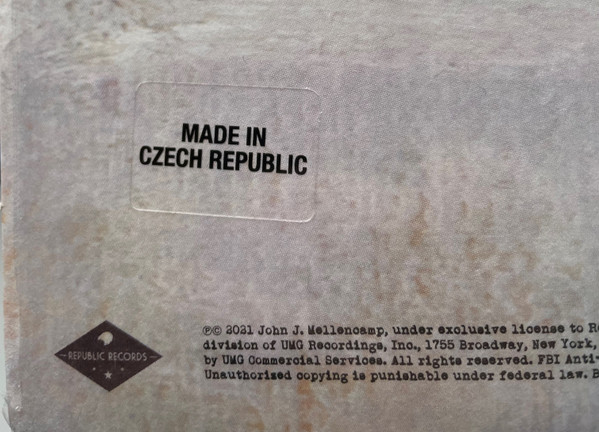 MADE IN
CZECH REPUBLIC
REPUBLIC RECORDS
℗© 2021 John J. Mellencamp, under exclusive license to
division of UMG Recordings, Inc., 1755 Broadway, New York,
by UMG Commercial Services. All rights reserved. FBI Anti-
Unauthorized copying is punishable under federal law.